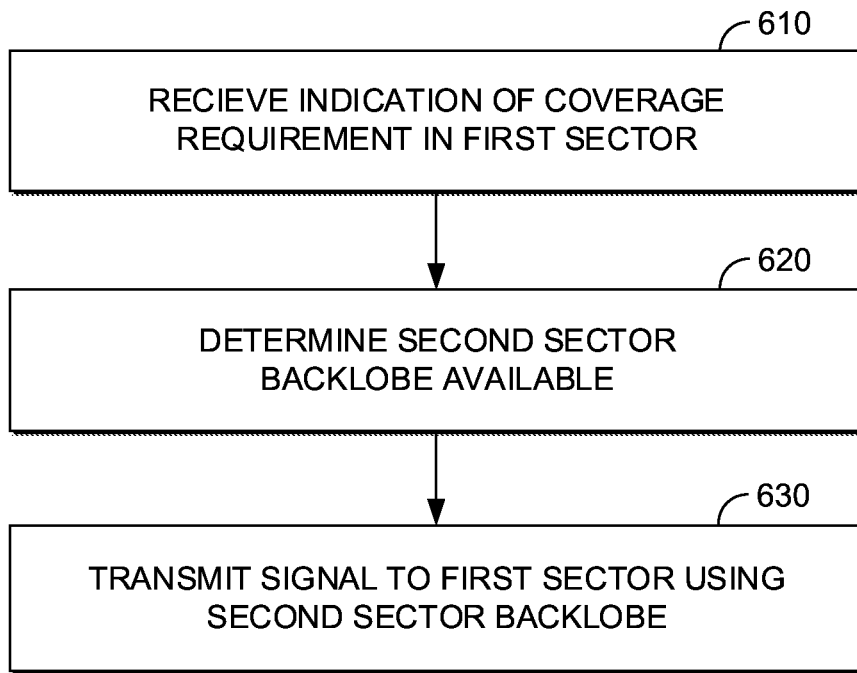 610
RECIEVE INDICATION OF COVERAGE
REQUIREMENT IN FIRST SECTOR
620
DETERMINE SECOND SECTOR
BACKLOBE AVAILABLE
630
TRANSMIT SIGNAL TO FIRST SECTOR USING
SECOND SECTOR BACKLOBE